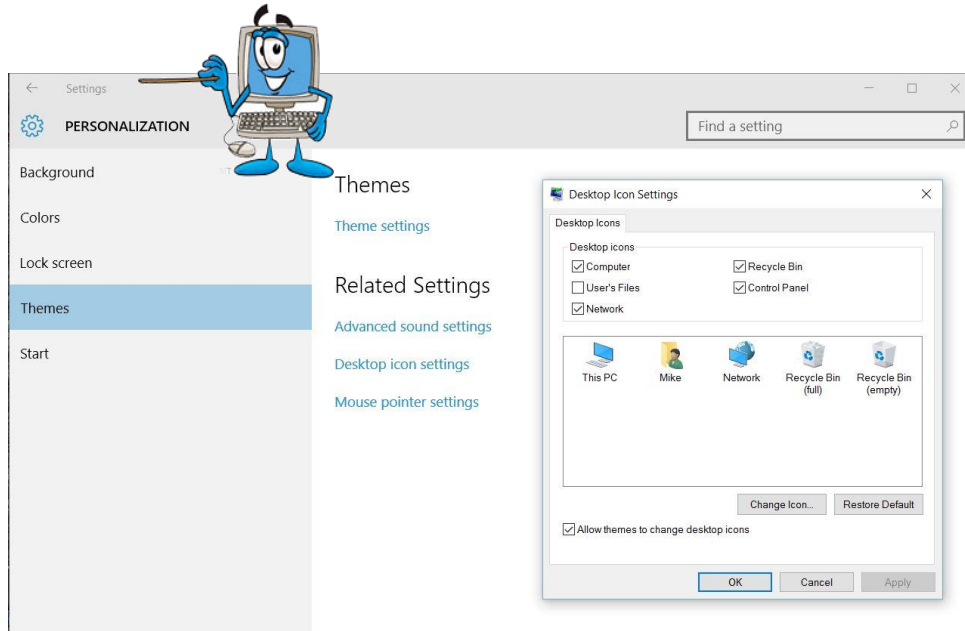 Settings
PERSONALIZATION
Find a setting
Background
Colors
Lock screen
Themes
Start
Themes
Theme settings
Related Settings
Advanced sound settings
Desktop icon settings
Mouse pointer settings
Desktop Icon Settings
Desktop Icons
Desktop icons
Computer
Recycle Bin
User's Files
Control Panel
Network
This PC
Mike
Network
Recycle Bin
(full)
Recycle Bin
(empty)
Change Icon...
Restore Default
Allow themes to change desktop icons
OK
Cancel
Apply